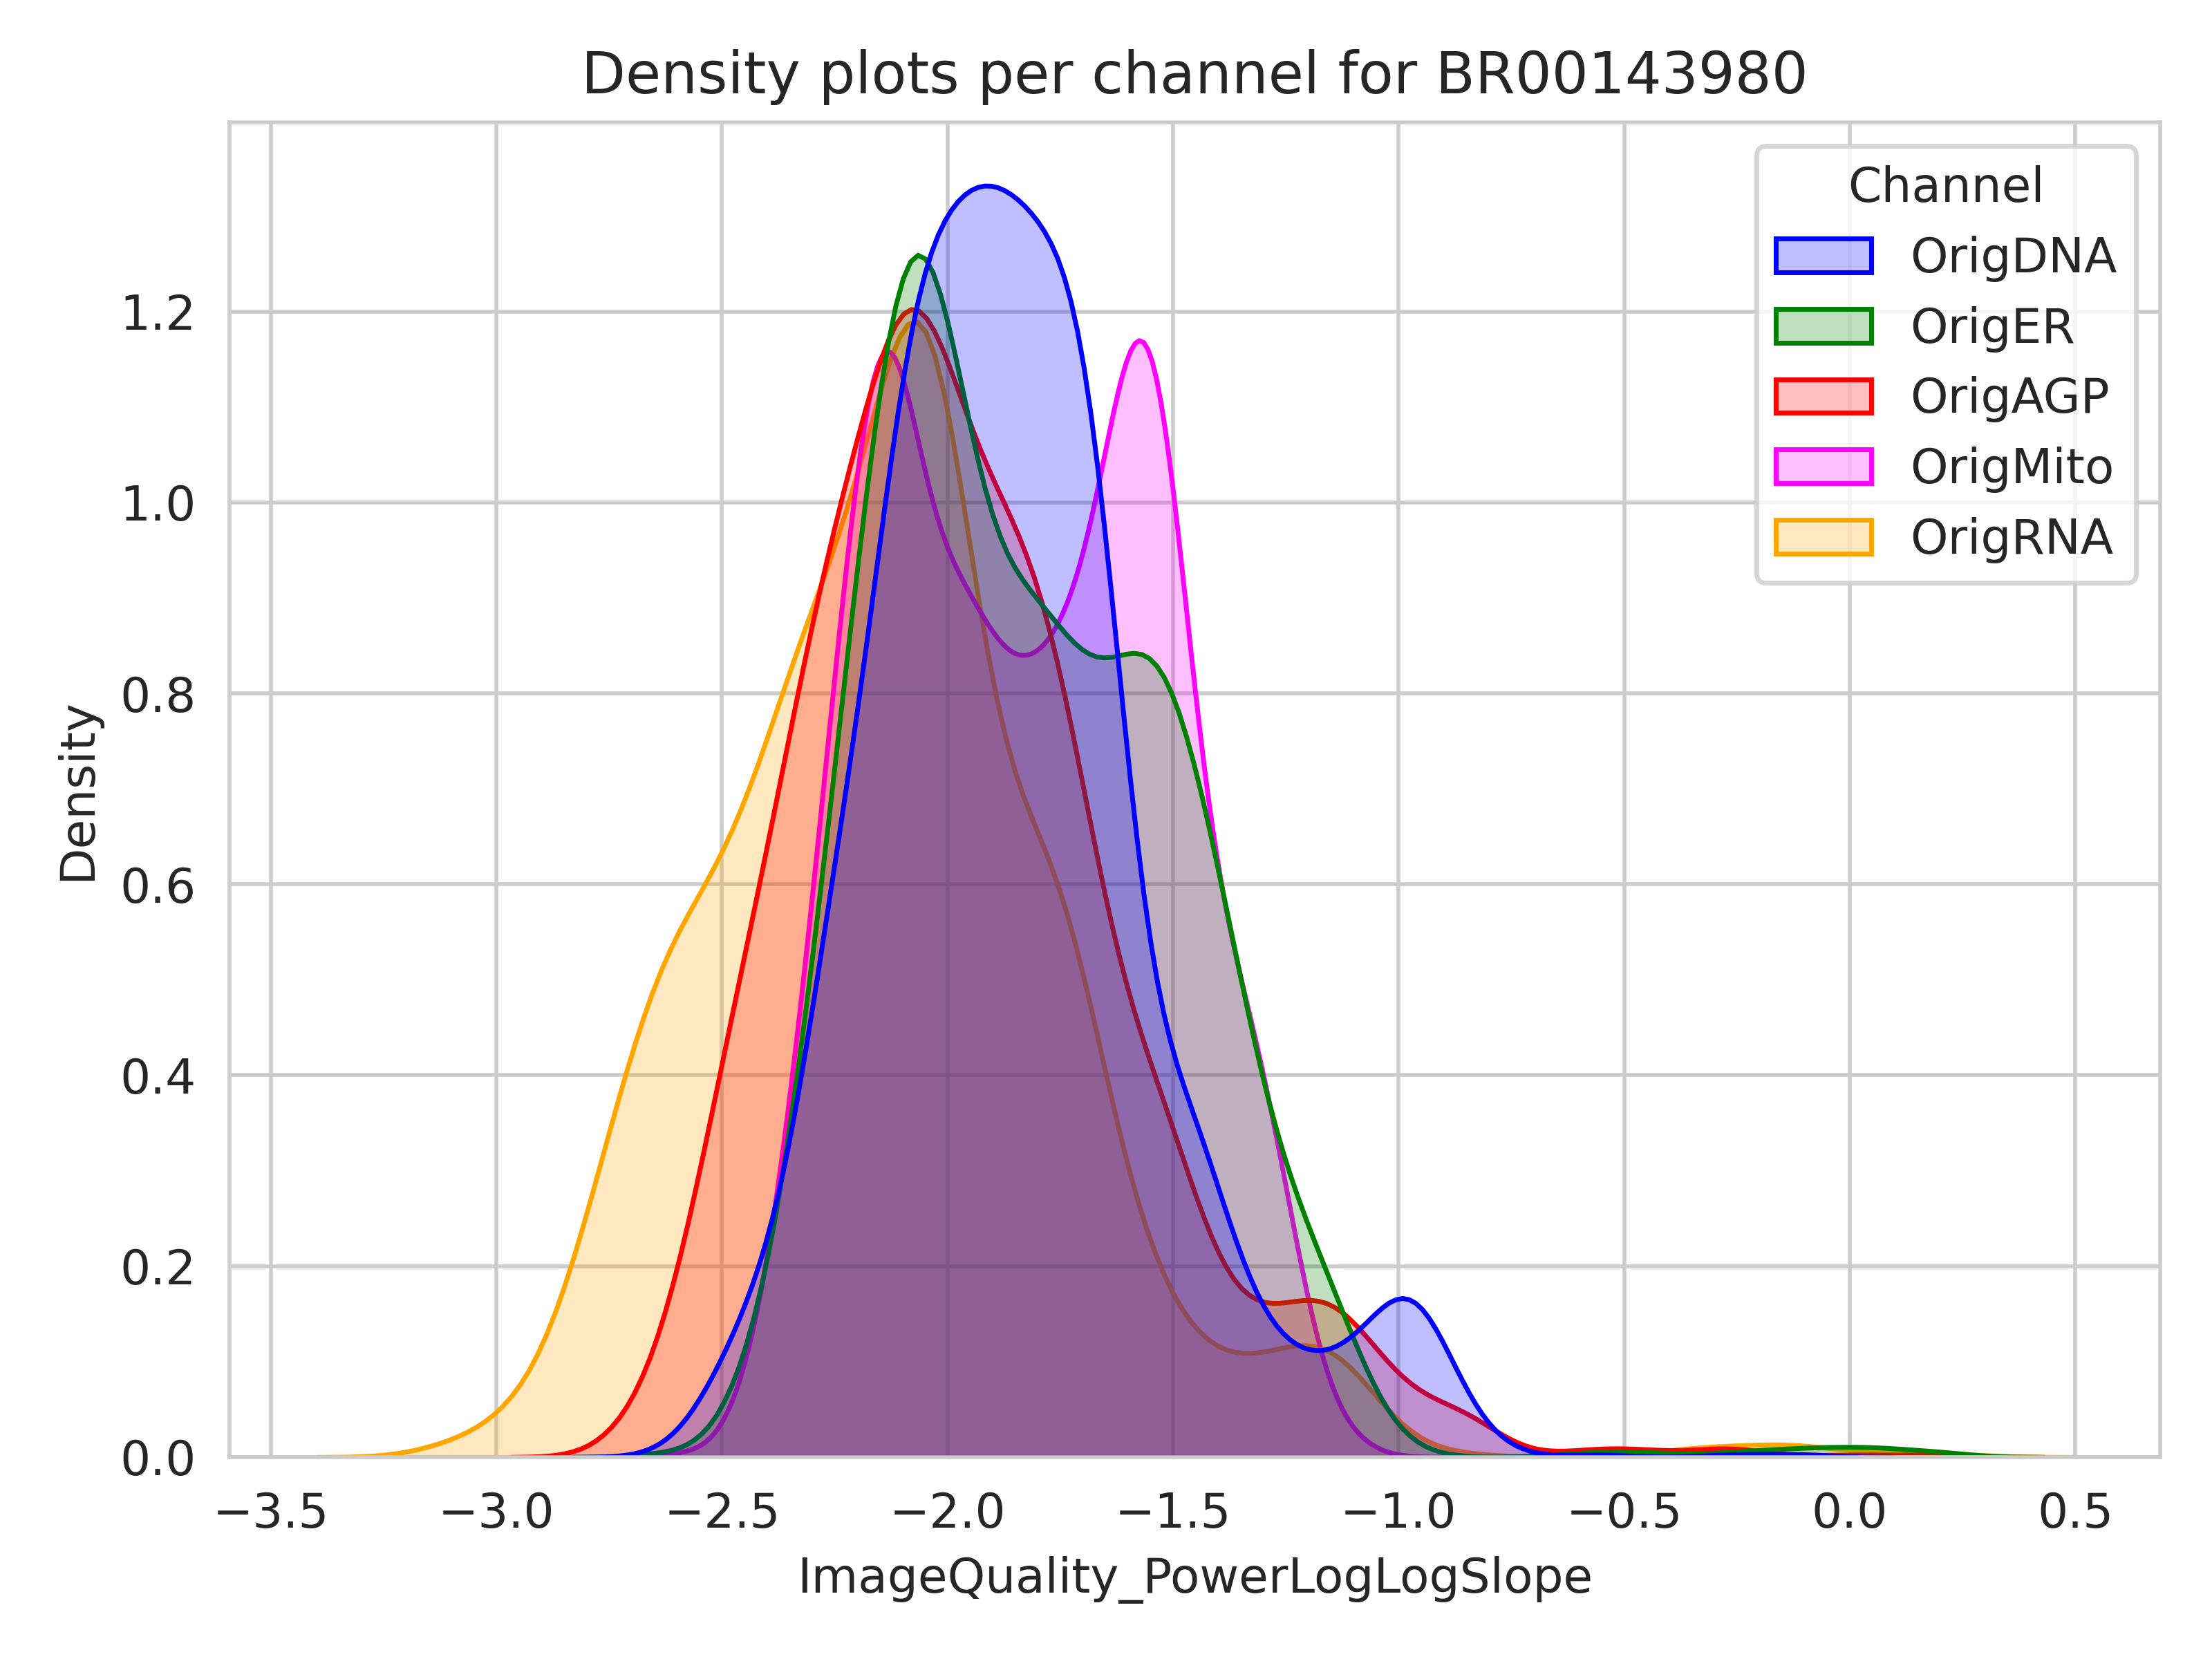 Density plots per channel for BR00143980
Channel
OrigDNA
OrigER
OrigAGP
OrigMito
OrigRNA
Density
1.2
1.0
0.8
0.6
0.4
0.2
0.0
−3.5 −3.0 −2.5 −2.0 −1.5 −1.0 −0.5 0.0 0.5
ImageQuality_PowerLogLogSlope